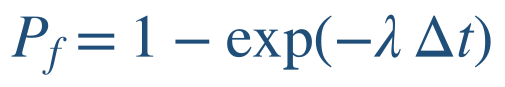 P_f = 1 − exp(−λ Δt)